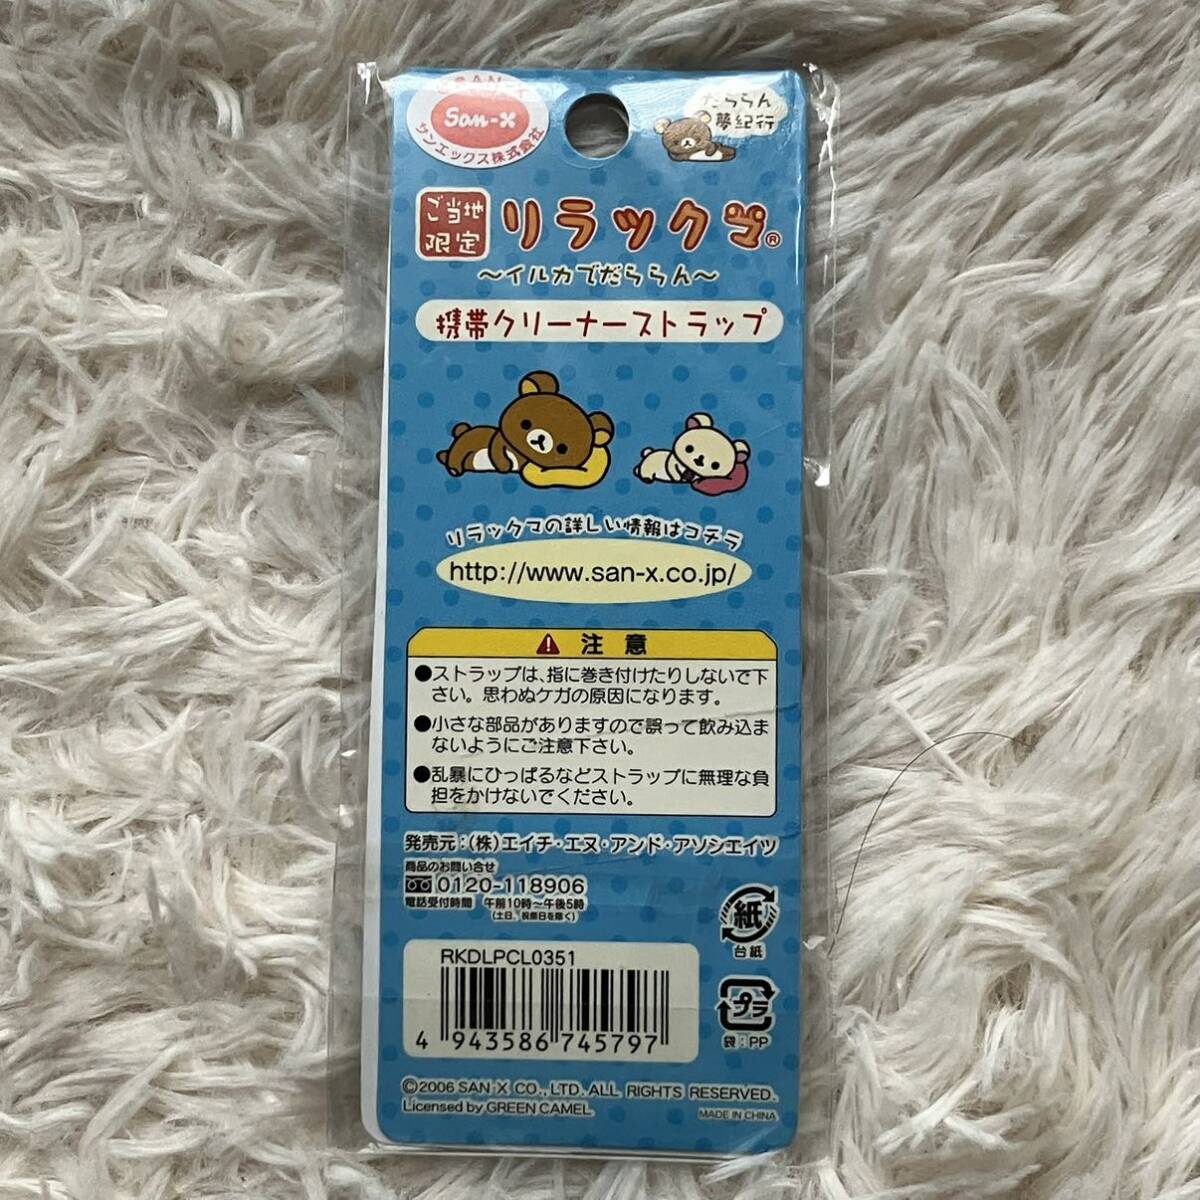 San-x
サンエックス株式会社
だららん
夢紀行
ご当地
限定
リラックマ®
～イルカでだららん～
携帯クリーナーストラップ
リラックマの詳しい情報はコチラ
http://www.san-x.co.jp/
注意
●ストラップは、指に巻き付けたりしないで下
さい。思わぬケガの原因になります。
●小さな部品がありますので誤って飲み込ま
ないようにご注意下さい。
●乱暴にひっぱるなどストラップに無理な負
担をかけないでください。
発売元：(株)エイチ・エヌ・アンド・アソシエイツ
商品のお問い合せ
0120-118906
電話受付時間 午前10時～午後5時
(土日、祝祭日を除く)
紙
台紙
RKDLPCL0351
4 943586 745797
プラ
袋：PP
©2006 SAN-X CO., LTD. ALL RIGHTS RESERVED.
Licensed by GREEN CAMEL
MADE IN CHINA